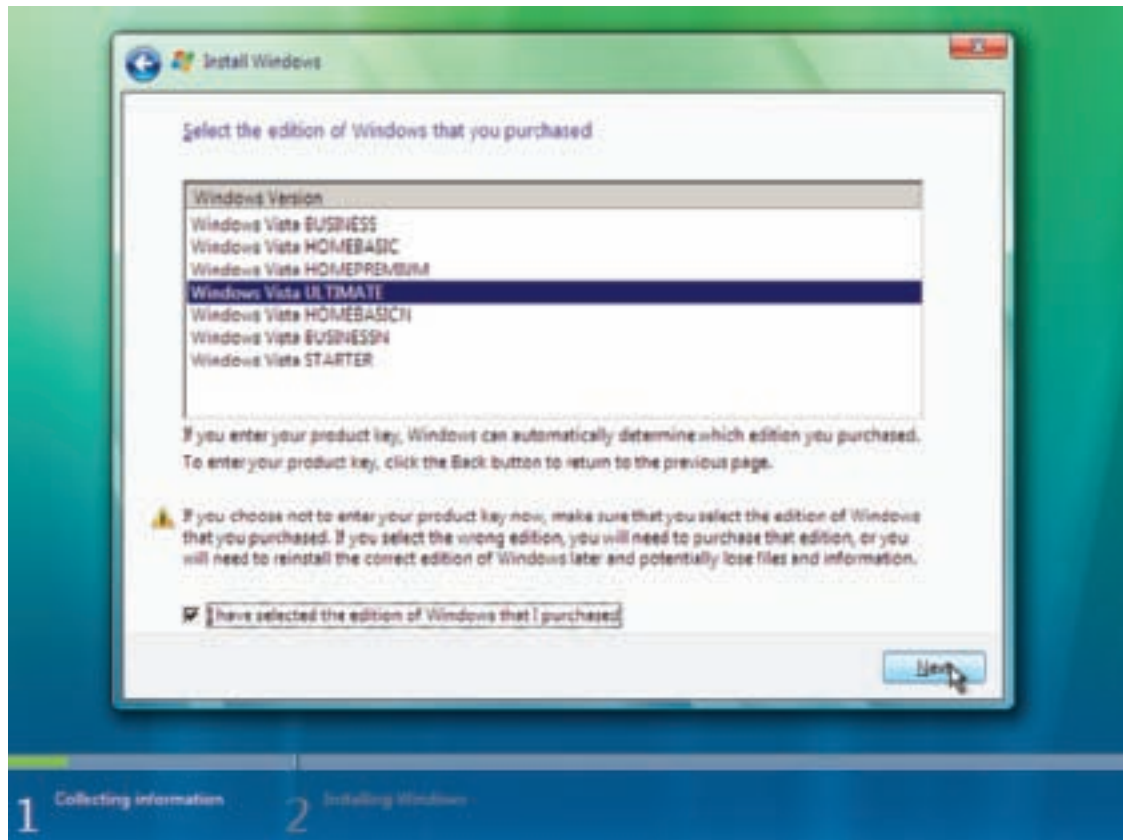 Install Windows
Select the edition of Windows that you purchased
Windows Version
Windows Vista BUSINESS
Windows Vista HOMEBASIC
Windows Vista HOMEPREMIUM
Windows Vista ULTIMATE
Windows Vista HOMEBASICN
Windows Vista BUSINESSN
Windows Vista STARTER
If you enter your product key, Windows can automatically determine which edition you purchased.
To enter your product key, click the Back button to return to the previous page.
If you choose not to enter your product key now, make sure that you select the edition of Windows
that you purchased. If you select the wrong edition, you will need to purchase that edition, or you
will need to reinstall the correct edition of Windows later and potentially lose files and information.
I have selected the edition of Windows that I purchased
Next
1 Collecting information 2 Installing Windows